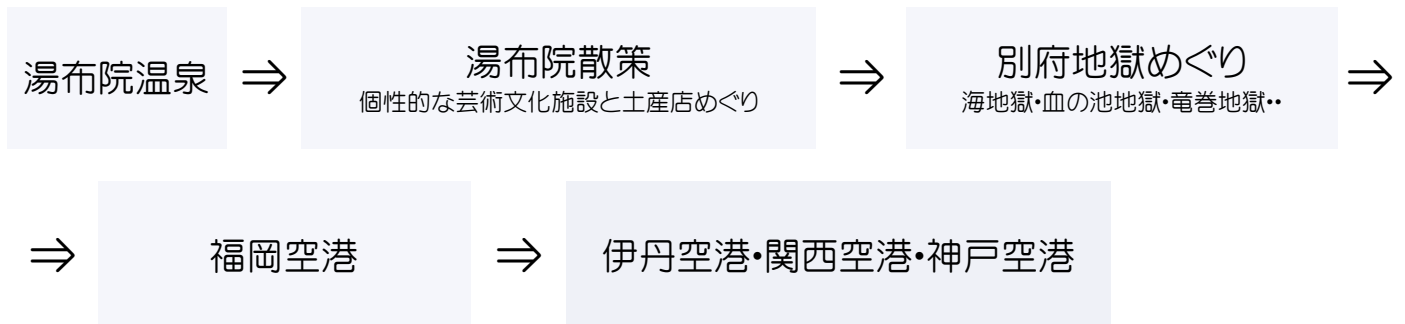 湯布院温泉 ⇒ 湯布院散策 ⇒ 別府地獄めぐり ⇒
個性的な芸術文化施設と土産店めぐり 海地獄・血の池地獄・竜巻地獄・・
⇒ 福岡空港 ⇒ 伊丹空港・関西空港・神戸空港